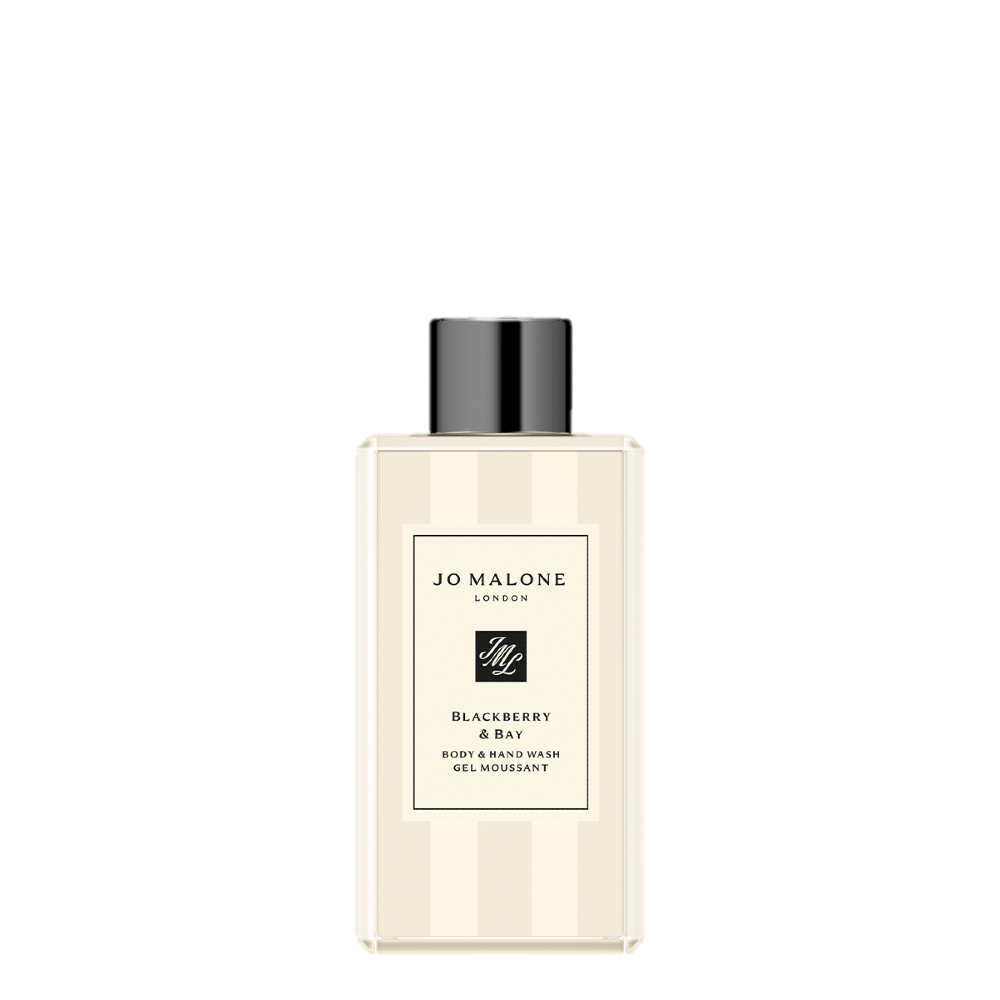 JO MALONE
LONDON
JML
BLACKBERRY
& BAY
BODY & HAND WASH
GEL MOUSSANT